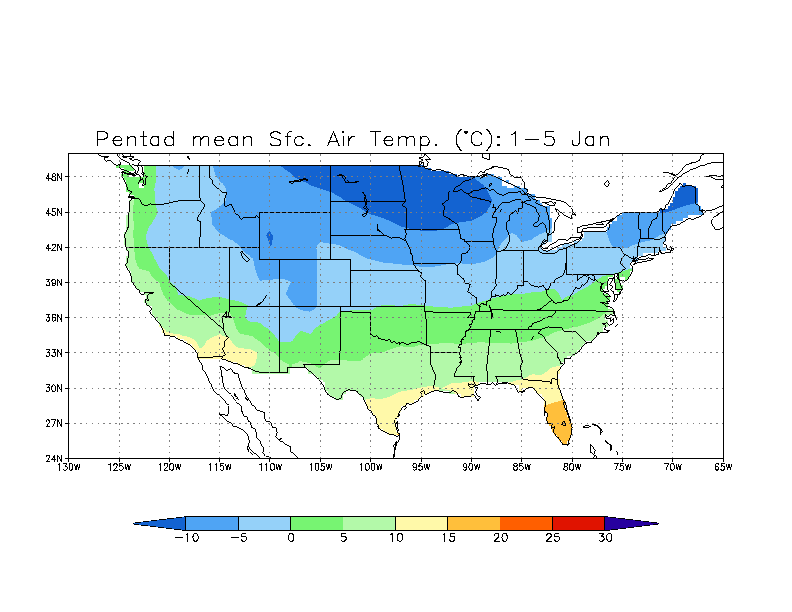 Pentad mean Sfc. Air Temp. (°C): 1-5 Jan
48N
45N
42N
39N
36N
33N
30N
27N
24N
130W 125W 120W 115W 110W 105W 100W 95W 90W 85W 80W 75W 70W 65W
-10 -5 0 5 10 15 20 25 30